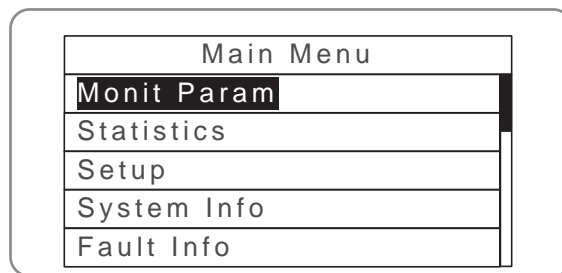 Main Menu
Monit Param
Statistics
Setup
System Info
Fault Info